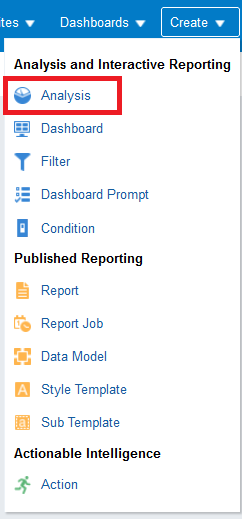 ites Dashboards Create
Analysis and Interactive Reporting
Analysis
Dashboard
Filter
Dashboard Prompt
Condition
Published Reporting
Report
Report Job
Data Model
Style Template
Sub Template
Actionable Intelligence
Action